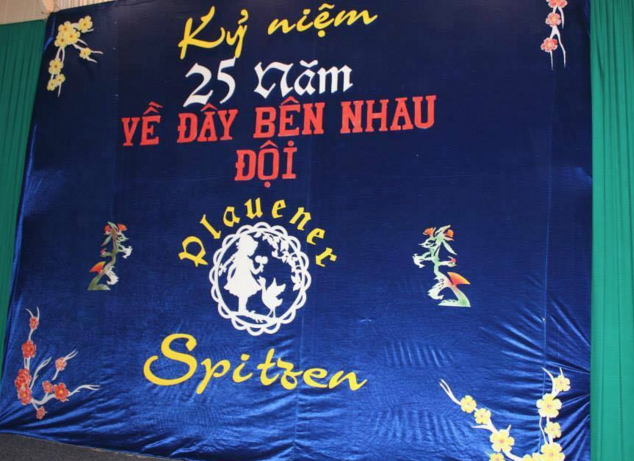 Kỷ niệm
25 Năm
VỀ ĐÂY BÊN NHAU
ĐỘI
Plauener
Spitzen